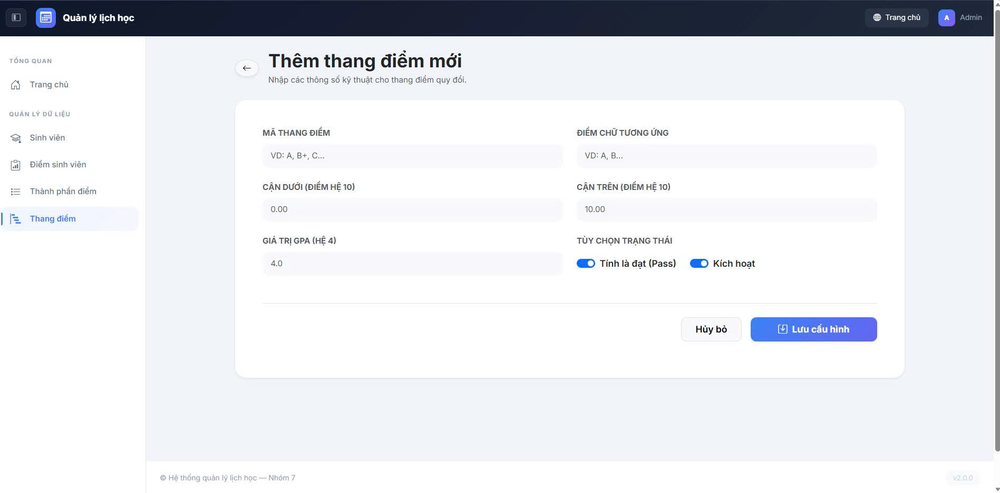 Quản lý lịch học
Trang chủ
A
Admin
TỔNG QUAN
Trang chủ
QUẢN LÝ DỮ LIỆU
Sinh viên
Điểm sinh viên
Thành phần điểm
Thang điểm
Thêm thang điểm mới
Nhập các thông số kỹ thuật cho thang điểm quy đổi.
MÃ THANG ĐIỂM
ĐIỂM CHỮ TƯƠNG ỨNG
VD: A, B+, C...
VD: A, B...
CẬN DƯỚI (ĐIỂM HỆ 10)
CẬN TRÊN (ĐIỂM HỆ 10)
0.00
10.00
GIÁ TRỊ GPA (HỆ 4)
TÙY CHỌN TRẠNG THÁI
4.0
Tính là đạt (Pass)
Kích hoạt
Hủy bỏ
Lưu cấu hình
© Hệ thống quản lý lịch học — Nhóm 7
v2.0.0